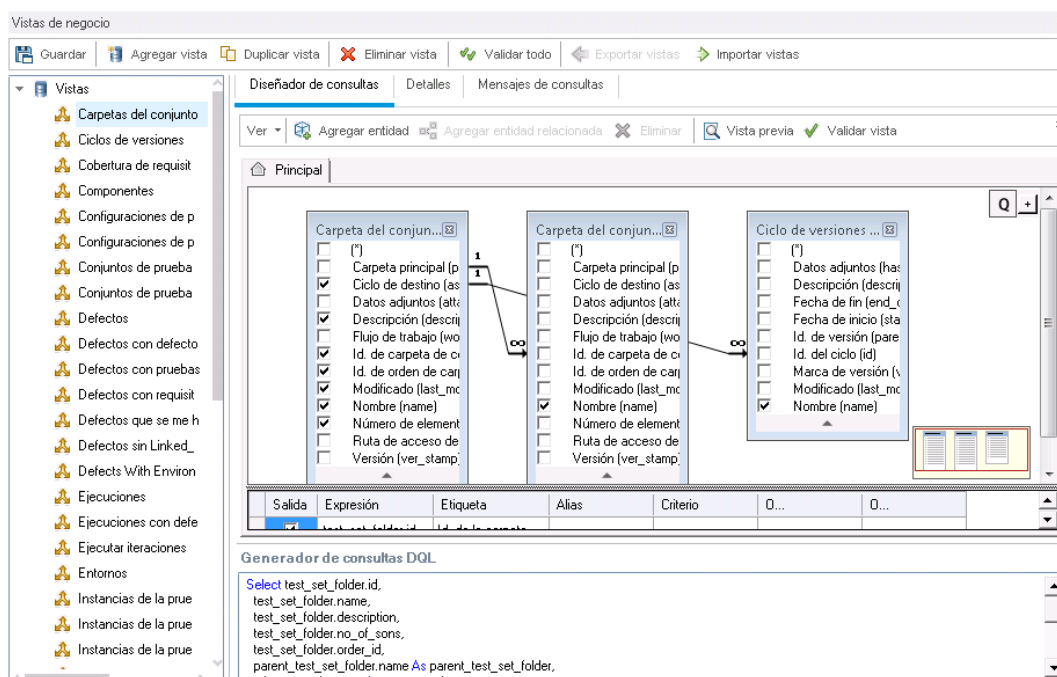 Vistas de negocio
Guardar Agregar vista Duplicar vista Eliminar vista Validar todo Exportar vistas Importar vistas
Vistas
Carpetas del conjunto
Ciclos de versiones
Cobertura de requisit
Componentes
Configuraciones de p
Configuraciones de p
Conjuntos de prueba
Conjuntos de prueba
Defectos
Defectos con defecto
Defectos con pruebas
Defectos con requisit
Defectos que se me h
Defectos sin Linked_
Defects With Environ
Ejecuciones
Ejecuciones con defe
Ejecutar iteraciones
Entornos
Instancias de la prue
Instancias de la prue
Instancias de la prue
Diseñador de consultas Detalles Mensajes de consultas
Ver Agregar entidad Agregar entidad relacionada Eliminar Vista previa Validar vista
Principal
Q +
Carpeta del conjun...
(*)
Carpeta principal (p
Ciclo de destino (as
Datos adjuntos (atta
Descripción (descrip
Flujo de trabajo (wo
Id. de carpeta de co
Id. de orden de carp
Modificado (last_mo
Nombre (name)
Número de element
Ruta de acceso de
Versión (ver_stamp)
1
1
∞
Carpeta del conjun...
(*)
Carpeta principal (p
Ciclo de destino (as
Datos adjuntos (atta
Descripción (descrip
Flujo de trabajo (wo
Id. de carpeta de co
Id. de orden de carp
Modificado (last_mo
Nombre (name)
Número de element
Ruta de acceso de
Versión (ver_stamp)
∞
Ciclo de versiones ...
(*)
Datos adjuntos (has
Descripción (descrip
Fecha de fin (end_d
Fecha de inicio (sta
Id. de versión (pare
Id. del ciclo (id)
Marca de versión (v
Modificado (last_mo
Nombre (name)
Salida Expresión Etiqueta Alias Criterio O... O...
Generador de consultas DQL
Select test_set_folder.id,
test_set_folder.name,
test_set_folder.description,
test_set_folder.no_of_sons,
test_set_folder.order_id,
parent_test_set_folder.name As parent_test_set_folder,